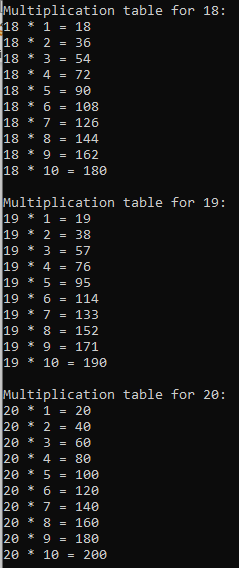 Multiplication table for 18:
18 * 1 = 18
18 * 2 = 36
18 * 3 = 54
18 * 4 = 72
18 * 5 = 90
18 * 6 = 108
18 * 7 = 126
18 * 8 = 144
18 * 9 = 162
18 * 10 = 180

Multiplication table for 19:
19 * 1 = 19
19 * 2 = 38
19 * 3 = 57
19 * 4 = 76
19 * 5 = 95
19 * 6 = 114
19 * 7 = 133
19 * 8 = 152
19 * 9 = 171
19 * 10 = 190

Multiplication table for 20:
20 * 1 = 20
20 * 2 = 40
20 * 3 = 60
20 * 4 = 80
20 * 5 = 100
20 * 6 = 120
20 * 7 = 140
20 * 8 = 160
20 * 9 = 180
20 * 10 = 200